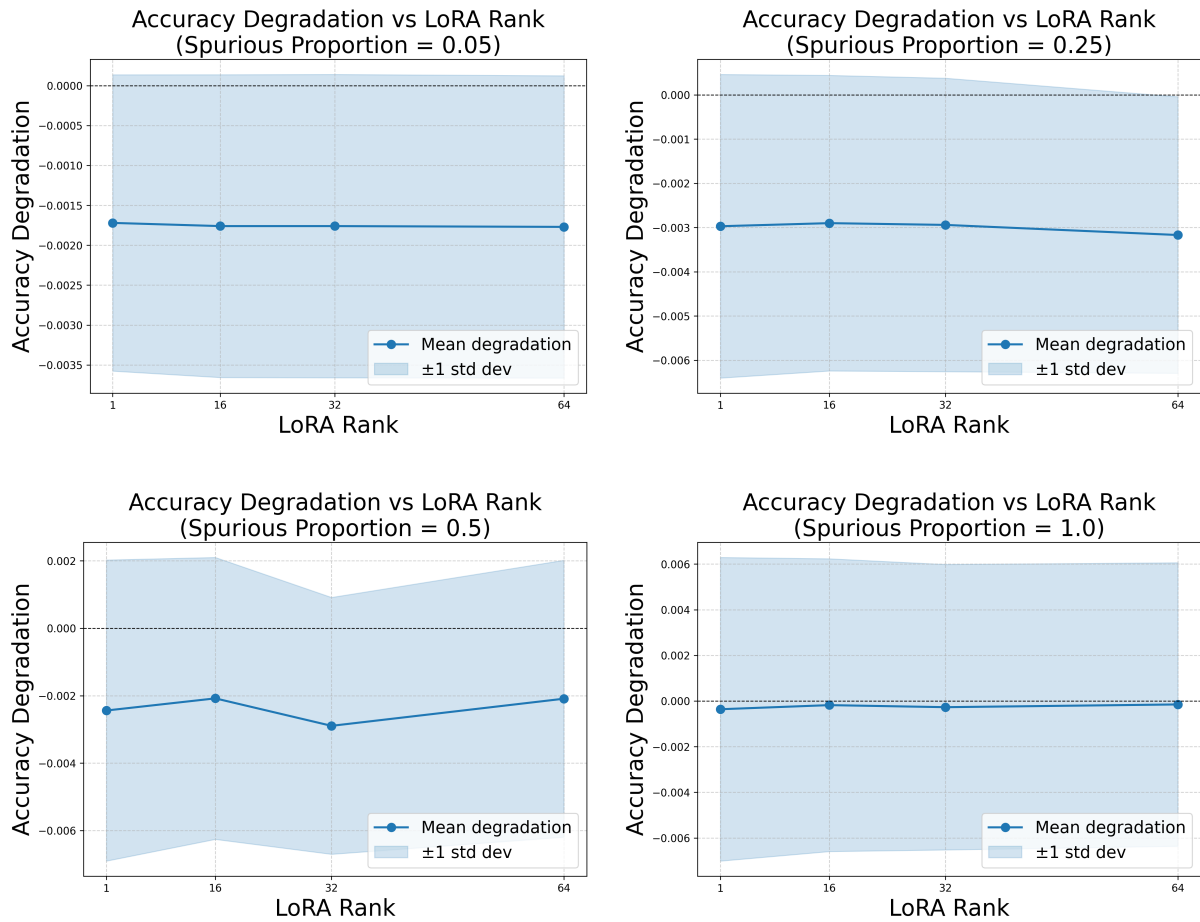 Accuracy Degradation vs LoRA Rank
(Spurious Proportion = 0.05)
Accuracy Degradation
0.0000
−0.0005
−0.0010
−0.0015
−0.0020
−0.0025
−0.0030
−0.0035
Mean degradation
±1 std dev
1
16
32
64
LoRA Rank
Accuracy Degradation vs LoRA Rank
(Spurious Proportion = 0.25)
Accuracy Degradation
0.000
−0.001
−0.002
−0.003
−0.004
−0.005
−0.006
Mean degradation
±1 std dev
1
16
32
64
LoRA Rank
Accuracy Degradation vs LoRA Rank
(Spurious Proportion = 0.5)
Accuracy Degradation
0.002
0.000
−0.002
−0.004
−0.006
Mean degradation
±1 std dev
1
16
32
64
LoRA Rank
Accuracy Degradation vs LoRA Rank
(Spurious Proportion = 1.0)
Accuracy Degradation
0.006
0.004
0.002
0.000
−0.002
−0.004
−0.006
Mean degradation
±1 std dev
1
16
32
64
LoRA Rank